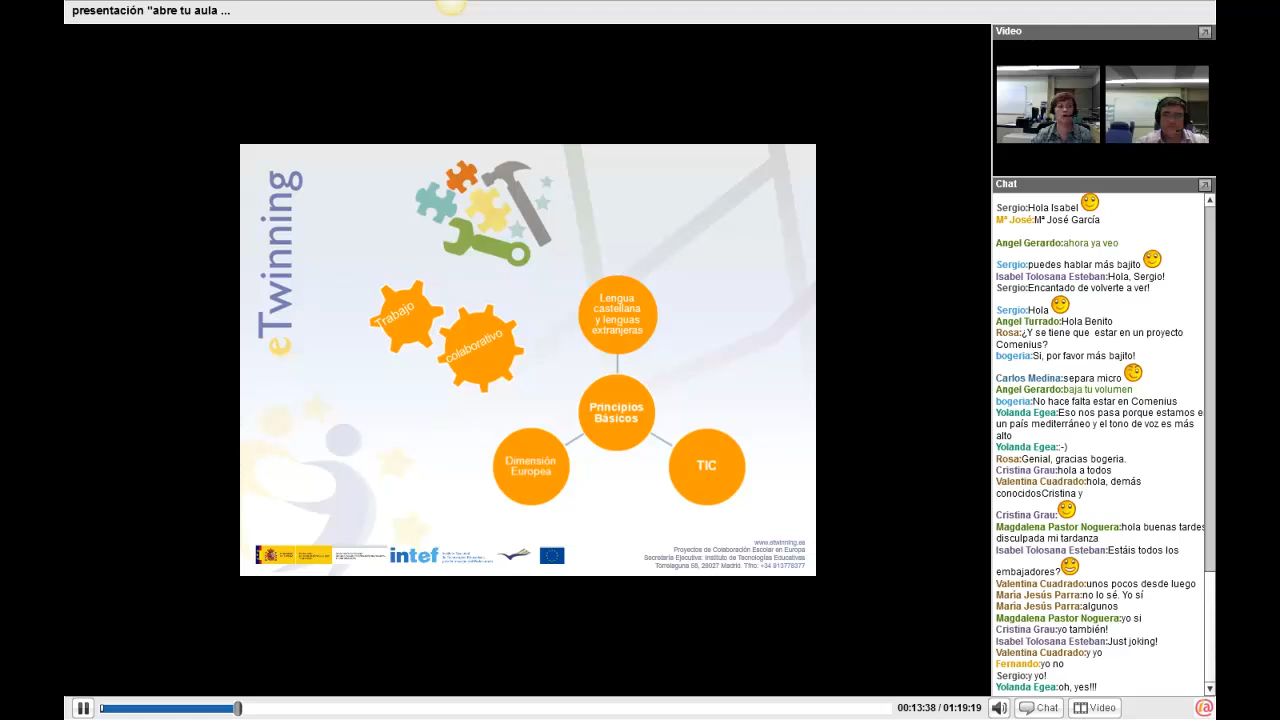 presentación "abre tu aula ...
Video
eTwinning
Trabajo
colaborativo
Lengua
castellana
y lenguas
extranjeras
Principios
Básicos
Dimensión
Europea
TIC
intef
www.etwinning.es
Proyectos de Colaboración Escolar en Europa
Secretaría Ejecutiva: Instituto de Tecnologías Educativas
Torrelaguna 58, 28027 Madrid Tfno: +34 913778377
Chat
Sergio:Hola Isabel
Mª José:Mª José García
Angel Gerardo:ahora ya veo
Sergio:puedes hablar más bajito
Isabel Tolosana Esteban:Hola, Sergio!
Sergio:Encantado de volverte a ver!
Sergio:Hola
Angel Turrado:Hola Benito
Rosa:¿Y se tiene que estar en un proyecto
Comenius?
bogeria:Si, por favor más bajito!
Carlos Medina:separa micro
Angel Gerardo:baja tu volumen
bogeria:No hace falta estar en Comenius
Yolanda Egea:Eso nos pasa porque estamos e
un país mediterráneo y el tono de voz es más
alto
Yolanda Egea::-)
Rosa:Genial, gracias bogeria.
Cristina Grau:hola a todos
Valentina Cuadrado:hola, demás
conocidosCristina y
Cristina Grau:
Magdalena Pastor Noguera:hola buenas tardes
disculpada mi tardanza
Isabel Tolosana Esteban:Estáis todos los
embajadores?
Valentina Cuadrado:unos pocos desde luego
María Jesús Parra:no lo sé. Yo sí
María Jesús Parra:algunos
Magdalena Pastor Noguera:yo si
Cristina Grau:yo también!
Isabel Tolosana Esteban:Just joking!
Valentina Cuadrado:y yo
Fernando:yo no
Sergio:y yo!
Yolanda Egea:oh, yes!!!
00:13:38 / 01:19:19
Chat
Video